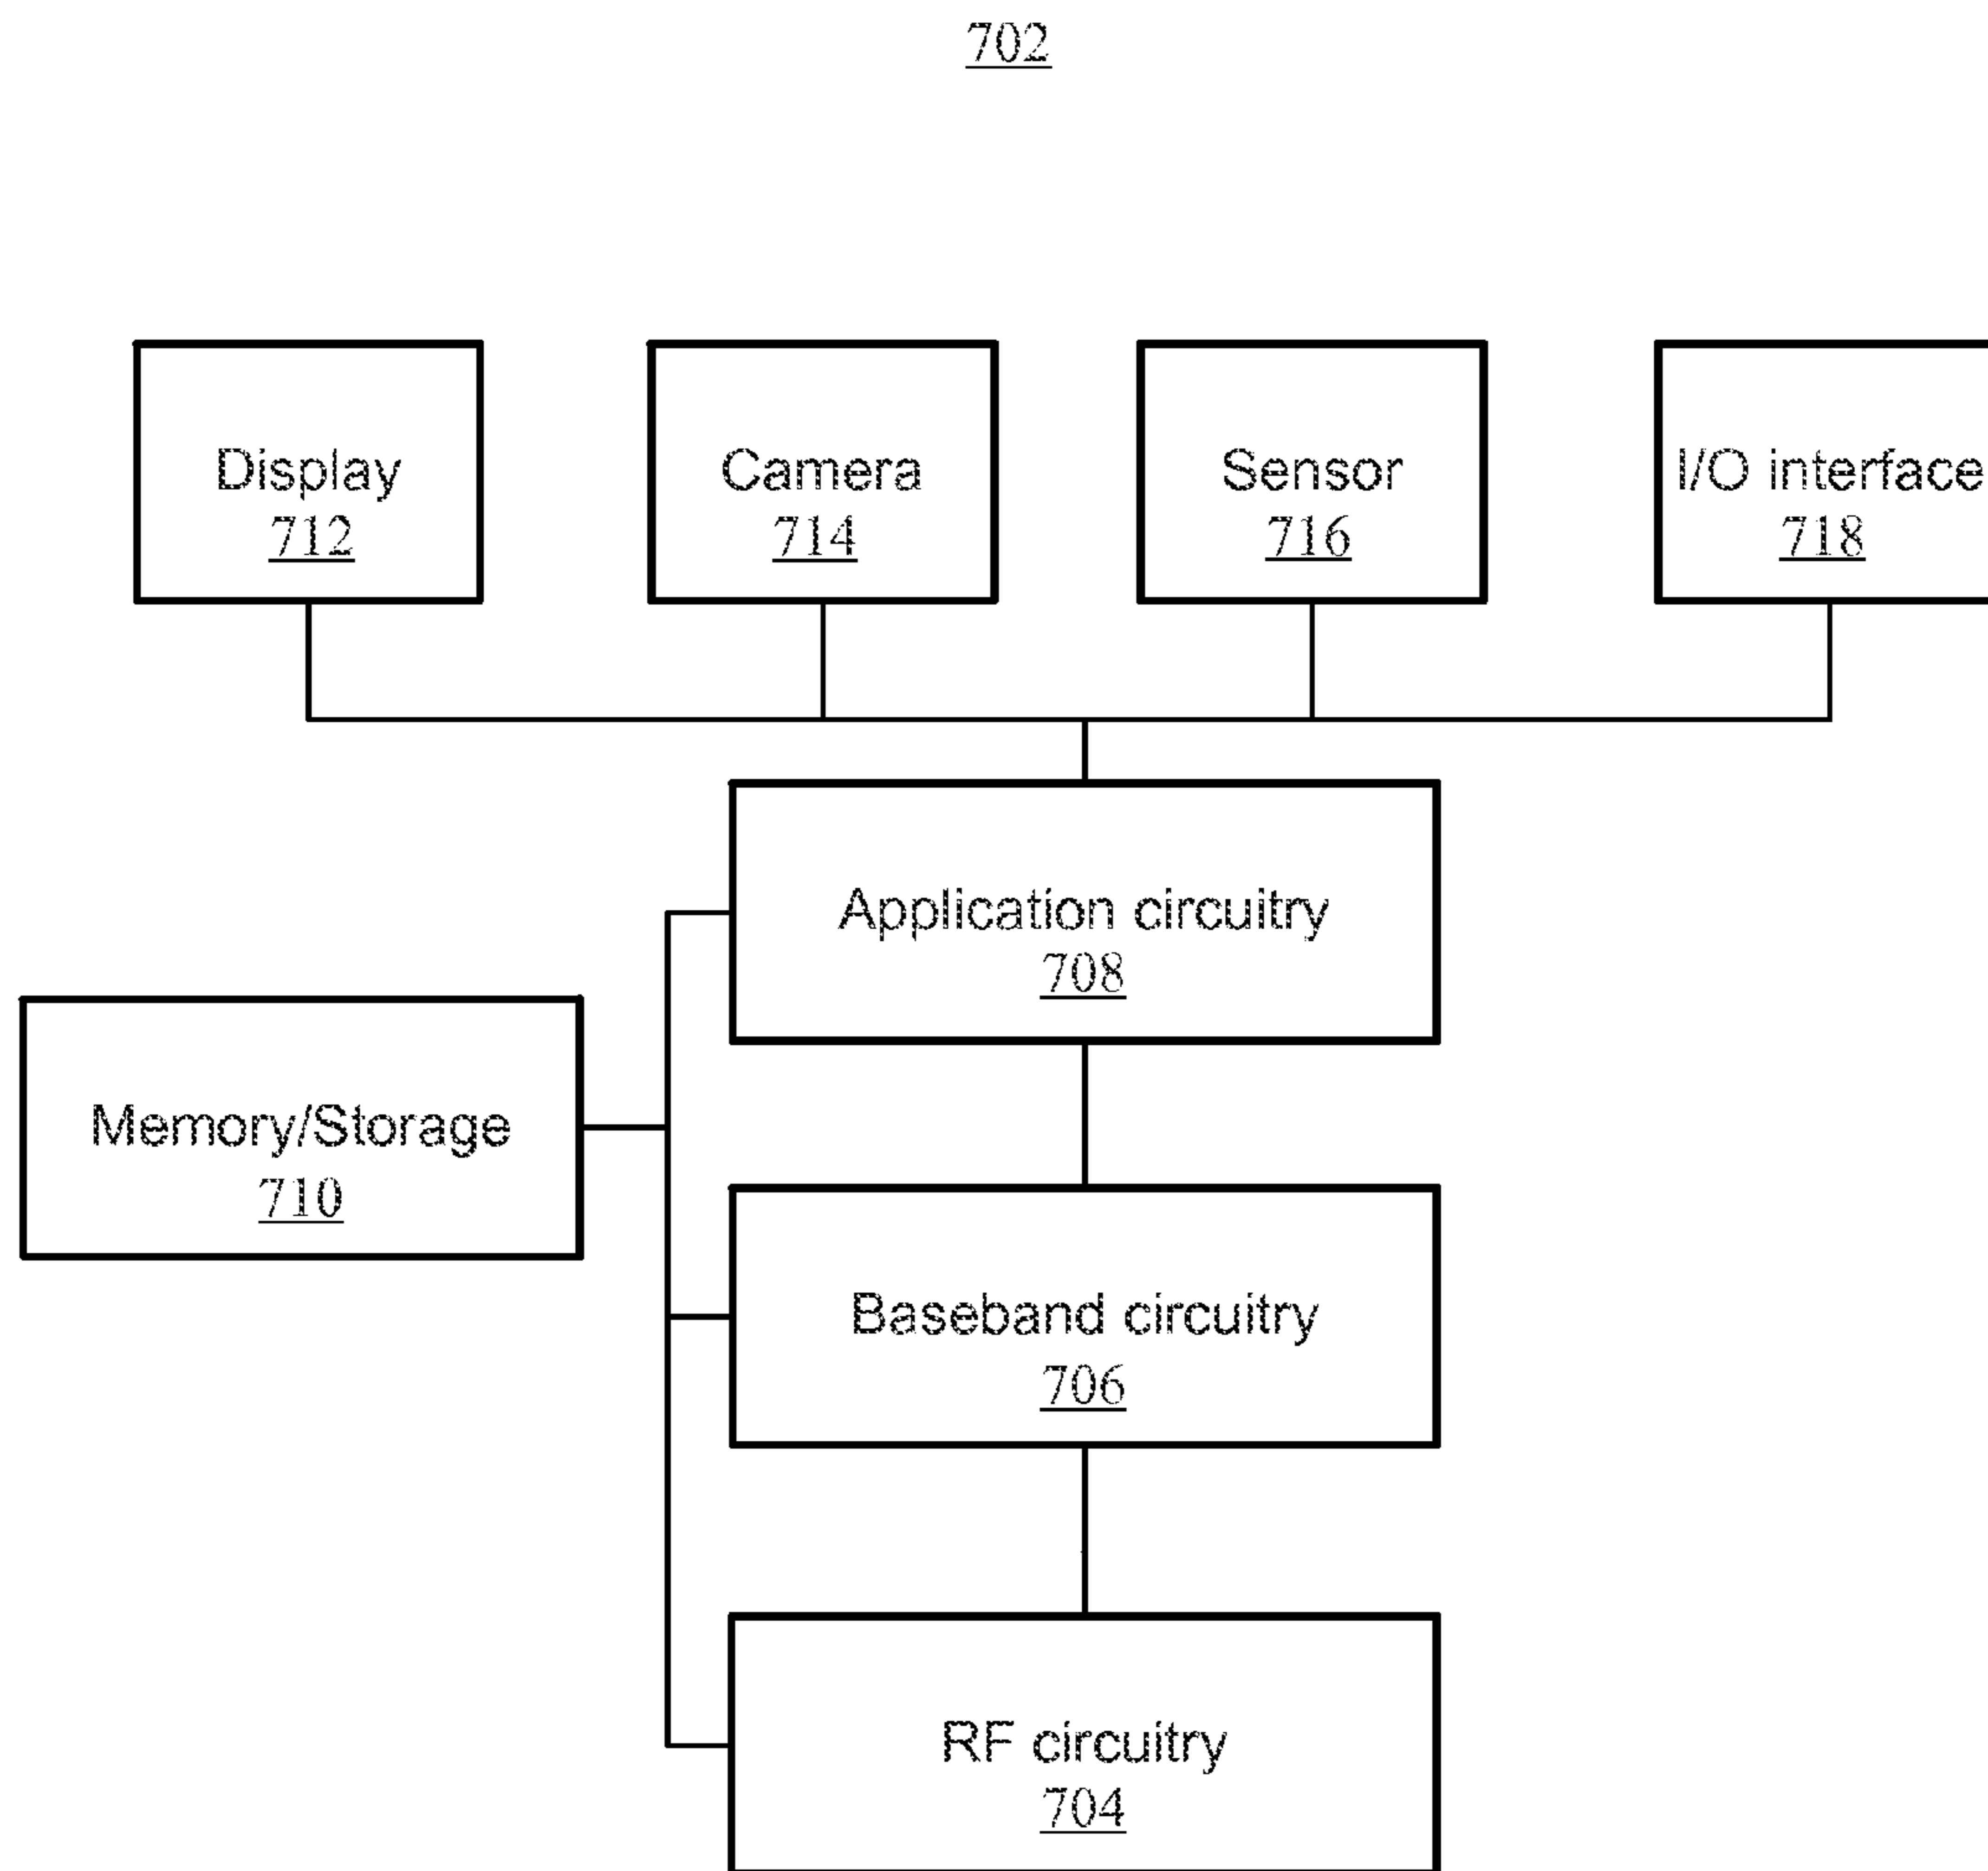 702
Display
712
Camera
714
Sensor
716
I/O interface
718
Application circuitry
708
Memory/Storage
710
Baseband circuitry
706
RF circuitry
704